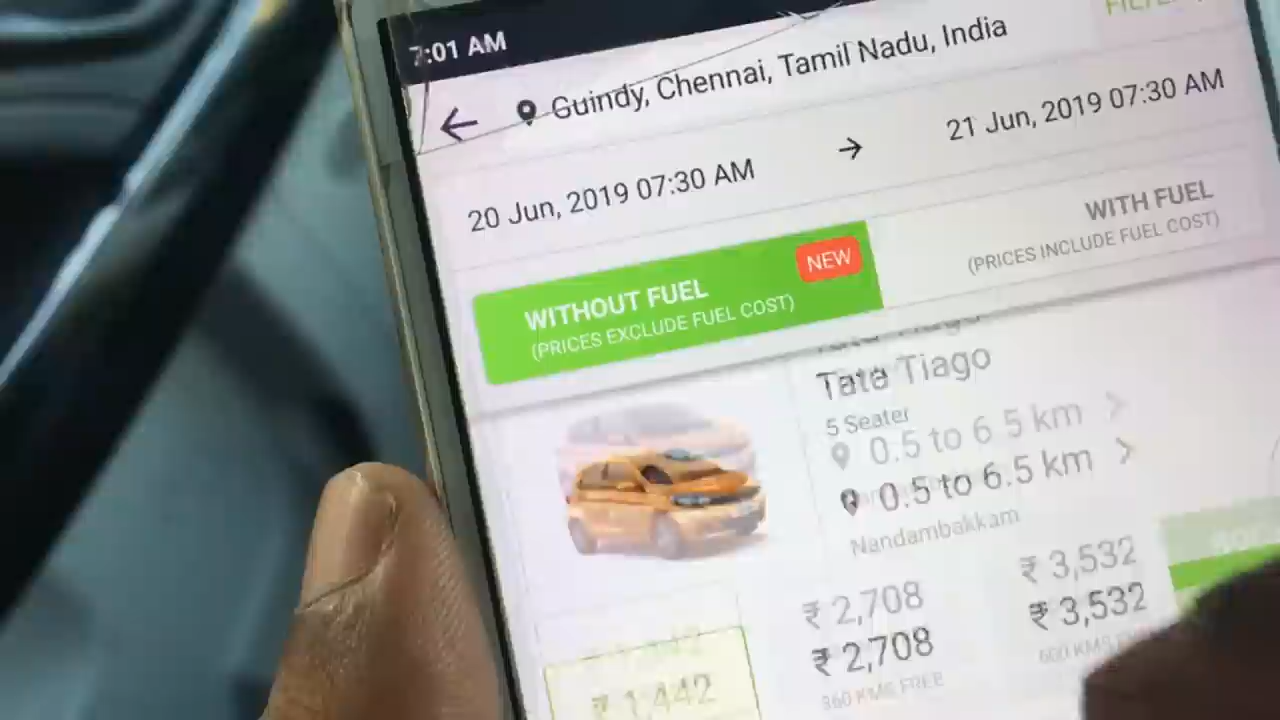 7:01 AM
Guindy, Chennai, Tamil Nadu, India
20 Jun, 2019 07:30 AM
21 Jun, 2019 07:30 AM
WITHOUT FUEL
NEW
(PRICES EXCLUDE FUEL COST)
WITH FUEL
(PRICES INCLUDE FUEL COST)
Tata Tiago
5 Seater
0.5 to 6.5 km
0.5 to 6.5 km
Nandambakkam
₹ 2,708
₹ 3,532
₹ 2,708
₹ 3,532
₹ 1,442
360 KMS FREE
600 KMS